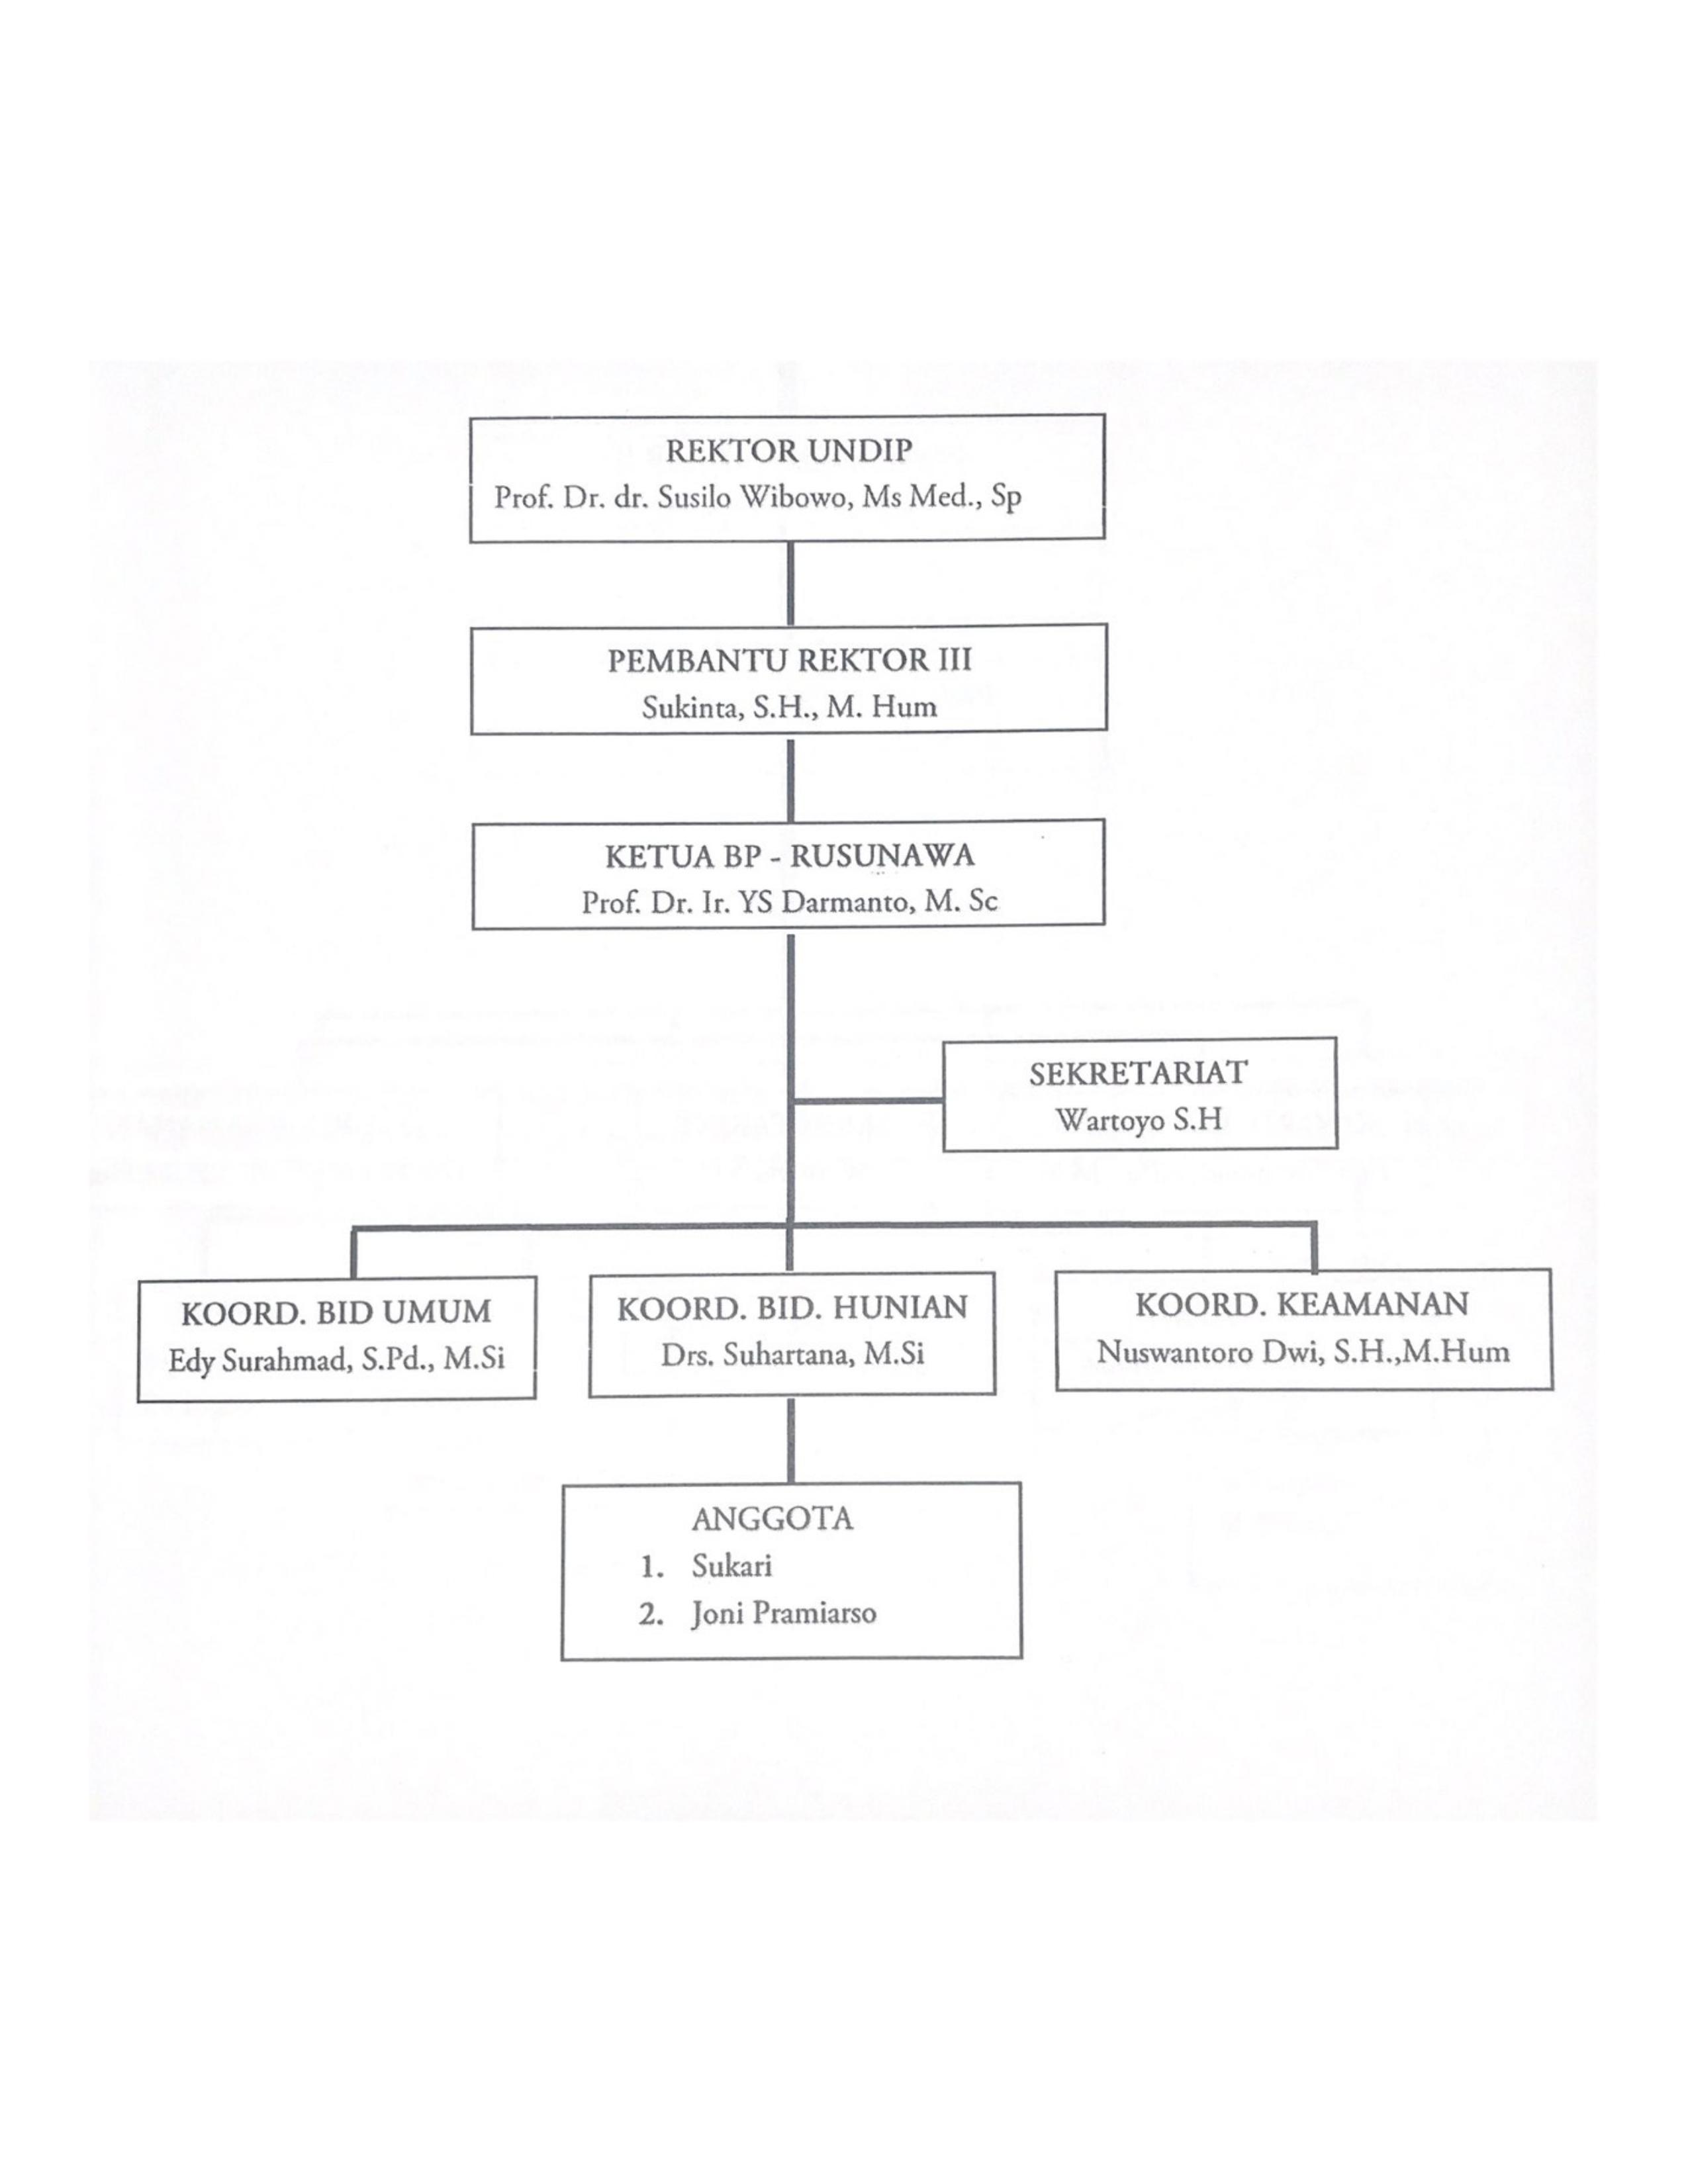 REKTOR UNDIP
Prof. Dr. dr. Susilo Wibowo, Ms Med., Sp
PEMBANTU REKTOR III
Sukinta, S.H., M. Hum
KETUA BP - RUSUNAWA
Prof. Dr. Ir. YS Darmanto, M. Sc
SEKRETARIAT
Wartoyo S.H
KOORD. BID UMUM
Edy Surahmad, S.Pd., M.Si
KOORD. BID. HUNIAN
Drs. Suhartana, M.Si
KOORD. KEAMANAN
Nuswantoro Dwi, S.H.,M.Hum
ANGGOTA
1. Sukari
2. Joni Pramiarso